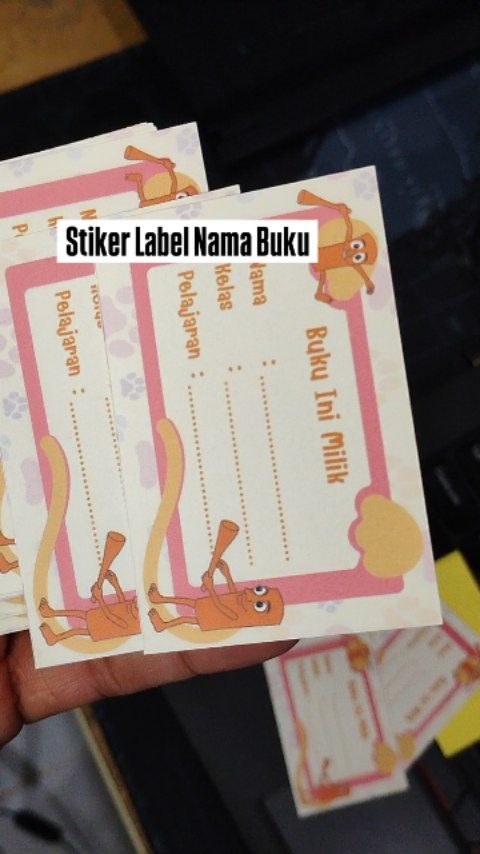 Stiker Label Nama Buku
Buku Ini Milik
Nama :
Kelas :
Pelajaran :
Pelajaran :